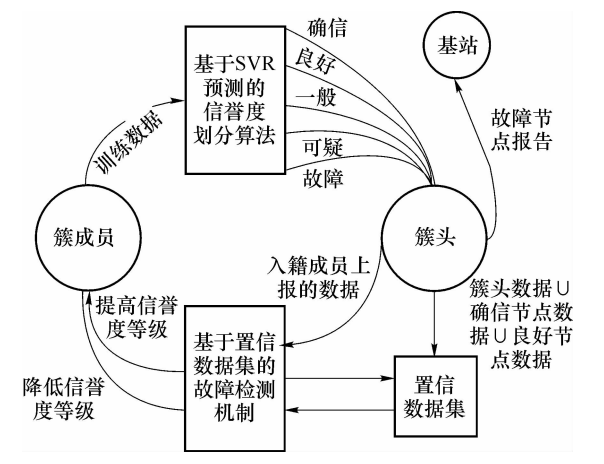 确信
良好
一般
可疑
故障
基于SVR
预测的
信誉度
划分算法
基站
故障节
点报告
训练数据
簇成员
簇头
入籍成员上
报的数据
提高信誉
度等级
降低信誉
度等级
基于置信
数据集的
故障检测
机制
簇头数据∪
确信节点数
据∪良好节
点数据
置信
数据集